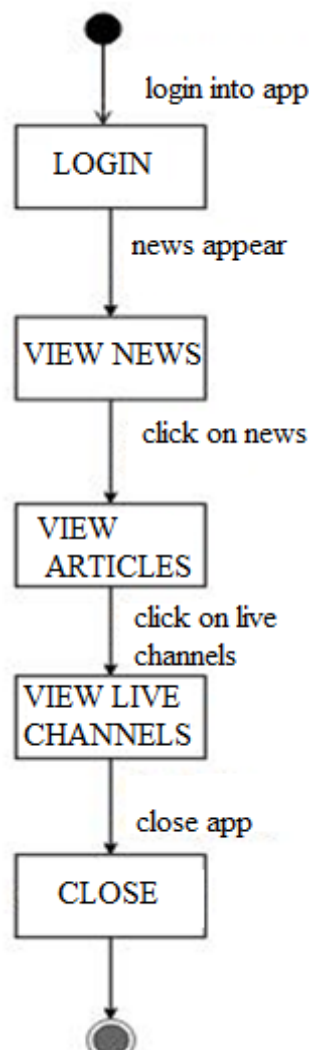 login into app
LOGIN
news appear
VIEW NEWS
click on news
VIEW
ARTICLES
click on live
channels
VIEW LIVE
CHANNELS
close app
CLOSE